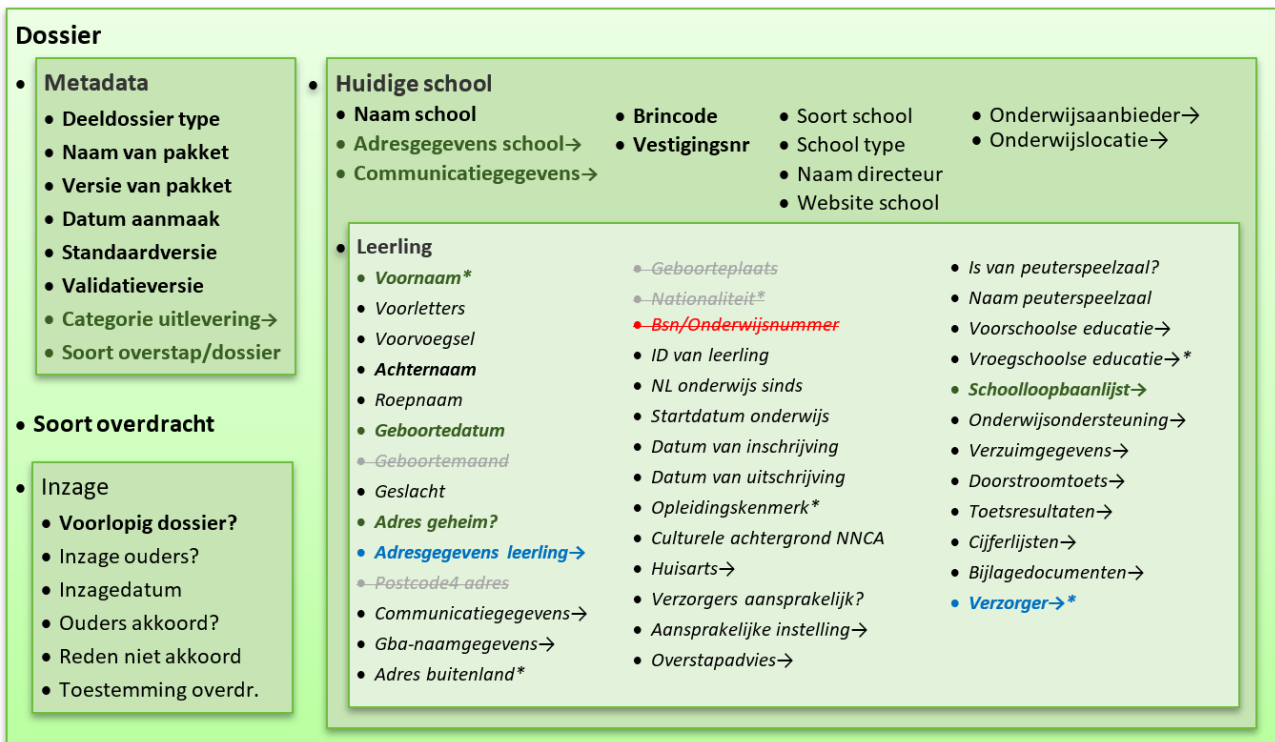 Dossier
• Metadata
• Deeldossier type
• Naam van pakket
• Versie van pakket
• Datum aanmaak
• Standaardversie
• Validatieversie
• Categorie uitlevering→
• Soort overstap/dossier
• Soort overdracht
• Inzage
• Voorlopig dossier?
• Inzage ouders?
• Inzagedatum
• Ouders akkoord?
• Reden niet akkoord
• Toestemming overdr.
• Huidige school
• Naam school
• Adresgegevens school→
• Communicatiegegevens→
• Brincode
• Vestigingsnr
• Soort school
• School type
• Naam directeur
• Website school
• Onderwijsaanbieder→
• Onderwijslocatie→
• Leerling
• Voornaam*
• Voorletters
• Voorvoegsel
• Achternaam
• Roepnaam
• Geboortedatum
• Geboortemaand
• Geslacht
• Adres geheim?
• Adresgegevens leerling→
• Postcode4 adres
• Communicatiegegevens→
• Gba-naamgegevens→
• Adres buitenland*
• Geboorteplaats
• Nationaliteit*
• Bsn/Onderwijsnummer
• ID van leerling
• NL onderwijs sinds
• Startdatum onderwijs
• Datum van inschrijving
• Datum van uitschrijving
• Opleidingskenmerk*
• Culturele achtergrond NNCA
• Huisarts→
• Verzorgers aansprakelijk?
• Aansprakelijke instelling→
• Overstapadvies→
• Is van peuterspeelzaal?
• Naam peuterspeelzaal
• Voorschoolse educatie→
• Vroegschoolse educatie→*
• Schoolloopbaanlijst→
• Onderwijsondersteuning→
• Verzuimgegevens→
• Doorstroomtoets→
• Toetsresultaten→
• Cijferlijsten→
• Bijlagedocumenten→
• Verzorger→*